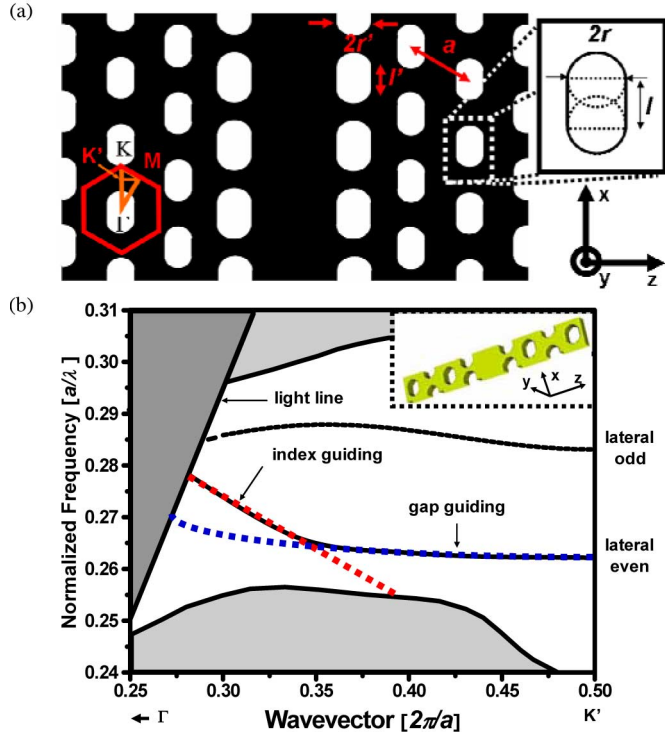 (a)
2r'
a
l'
2r
l
K
K'
M
Γ
x
y
z
(b)
Normalized Frequency [a/λ]
0.31
0.30
0.29
0.28
0.27
0.26
0.25
0.24
light line
index guiding
gap guiding
y
x
z
lateral
odd
lateral
even
0.25
0.30
0.35
0.40
0.45
0.50
← Γ
Wavevector [2π/a]
K'